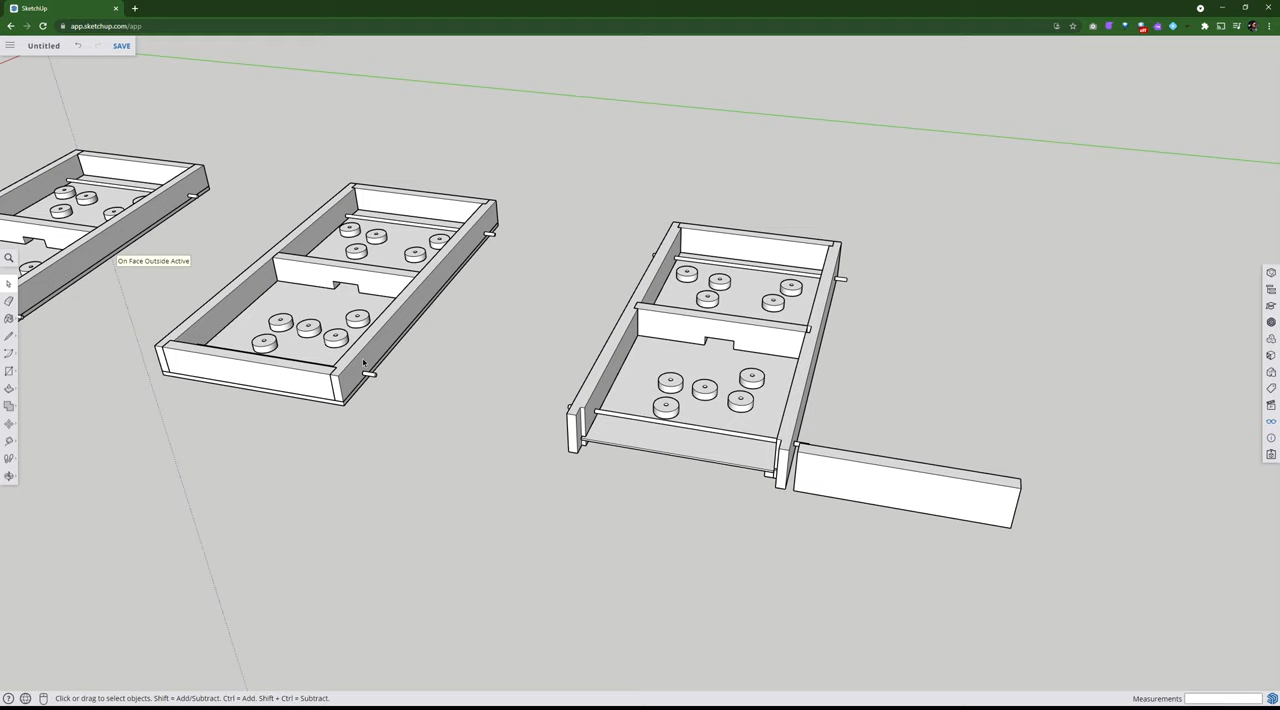 SketchUp
app.sketchup.com/app
off
Untitled
SAVE
On Face Outside Active
Click or drag to select objects. Shift = Add/Subtract. Ctrl = Add. Shift + Ctrl = Subtract.
Measurements